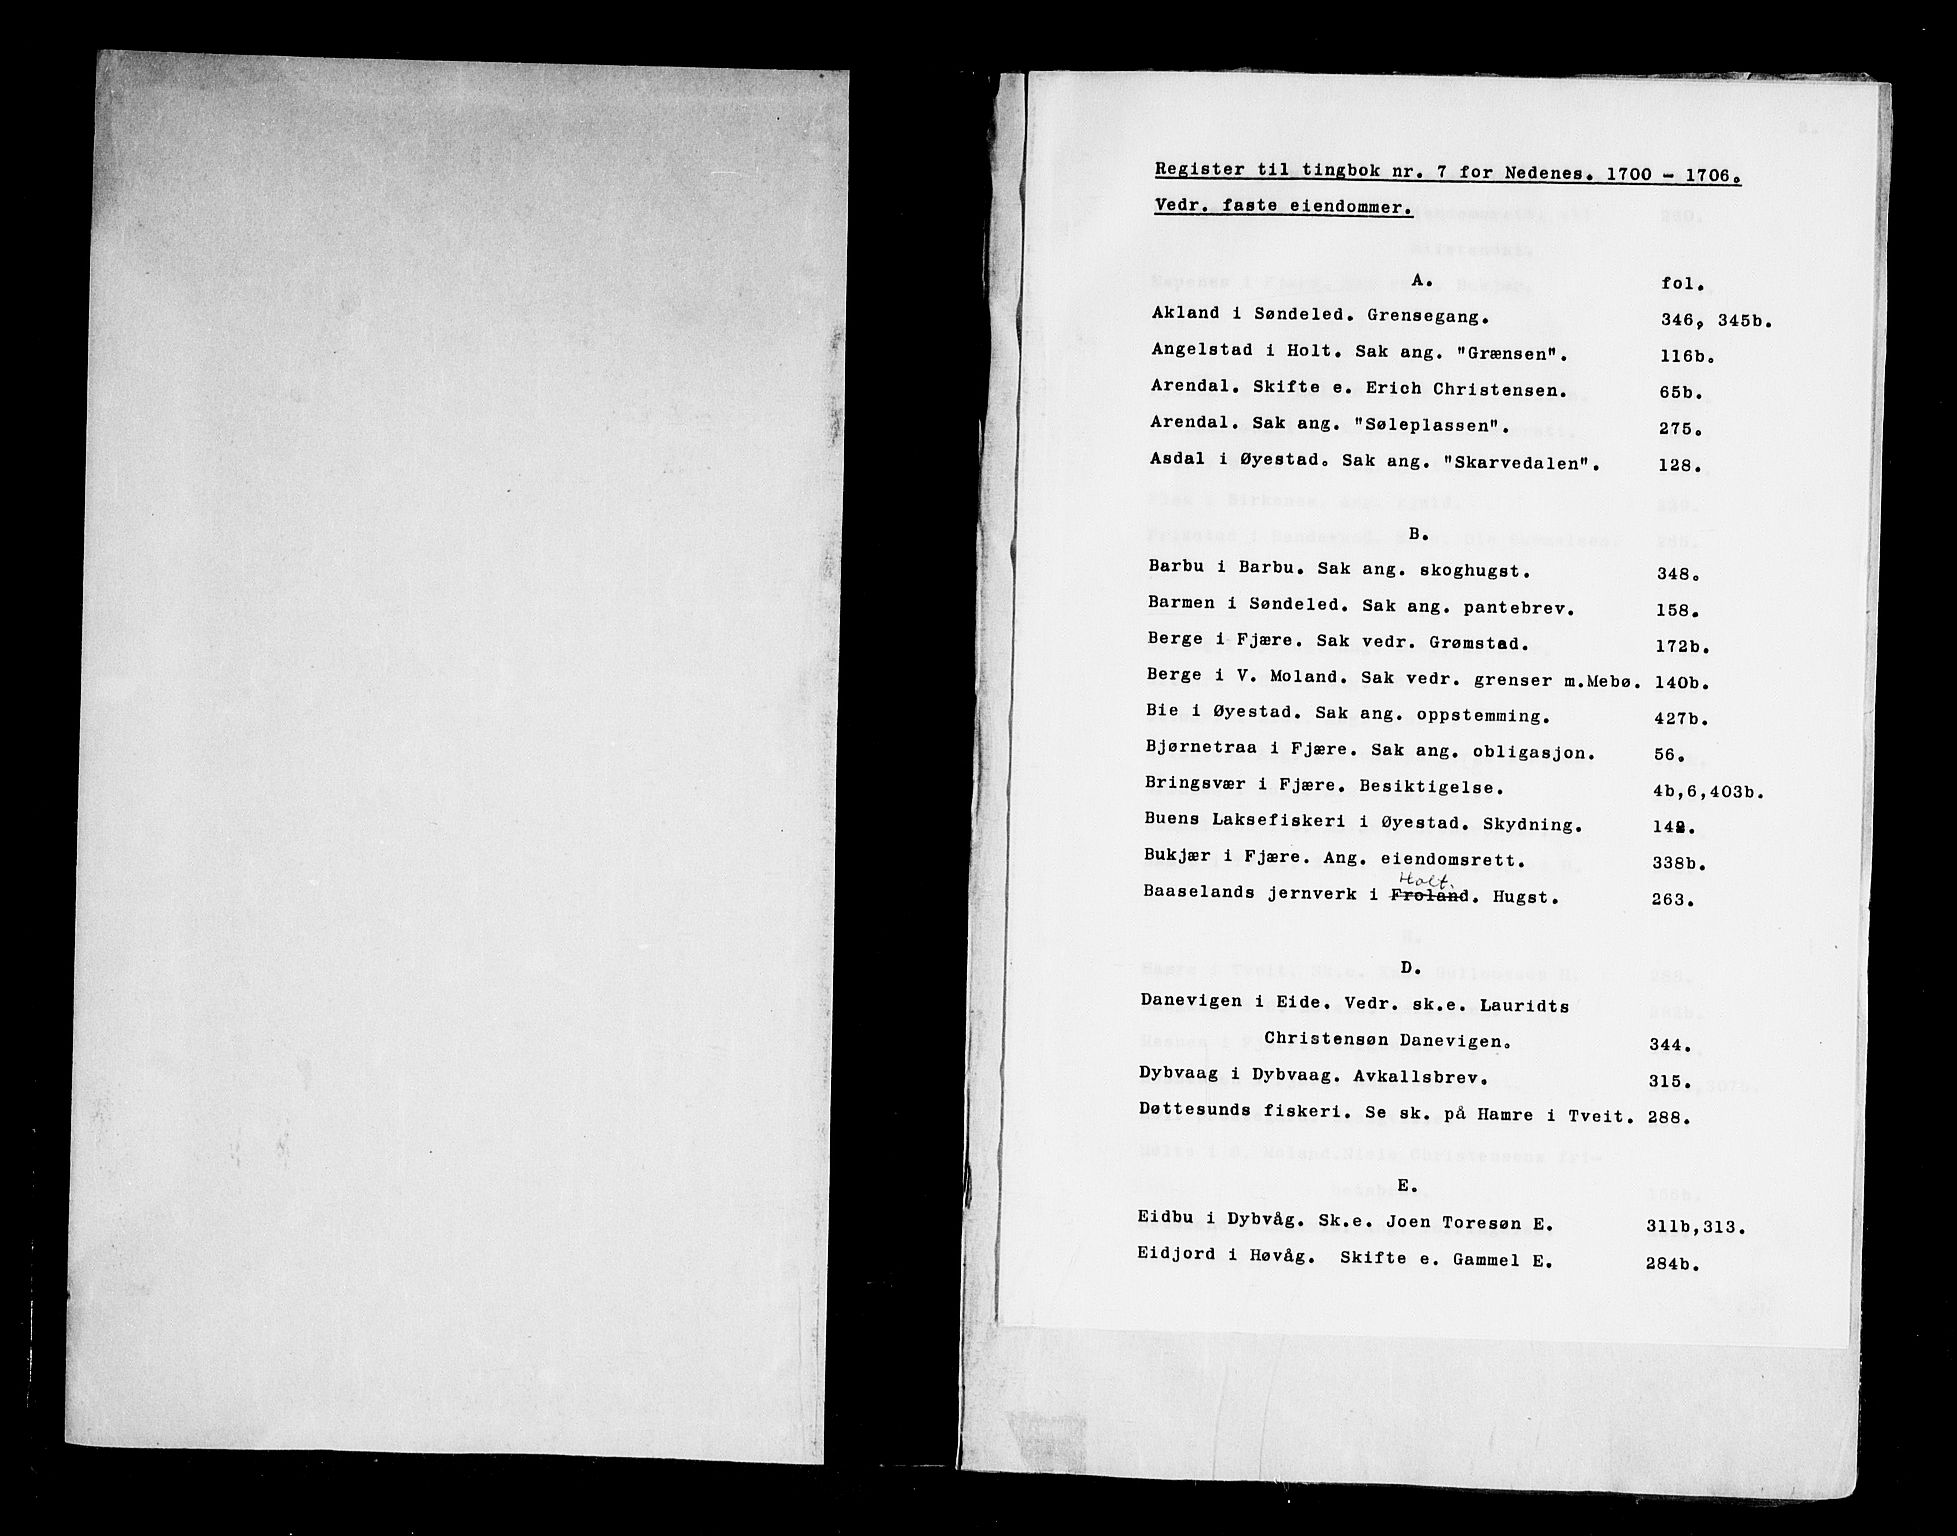 Register til tingbok nr. 7 for Nedenes. 1700 - 1706.
Vedr. faste eiendommer.
A. fol.
Akland i Søndeled. Grensegang. 346, 345b.
Angelstad i Holt. Sak ang. "Grænsen". 116b.
Arendal. Skifte e. Erich Christensen. 65b.
Arendal. Sak ang. "Søleplassen". 275.
Asdal i Øyestad. Sak ang. "Skarvedalen". 128.
B.
Barbu i Barbu. Sak ang. skoghugst. 348.
Barmen i Søndeled. Sak ang. pantebrev. 158.
Berge i Fjære. Sak vedr. Grømstad. 172b.
Berge i V. Moland. Sak vedr. grenser m.Mebø. 140b.
Bie i Øyestad. Sak ang. oppstemming. 427b.
Bjørnetraa i Fjære. Sak ang. obligasjon. 56.
Bringsvær i Fjære. Besiktigelse. 4b,6,403b.
Buens Laksefiskeri i Øyestad. Skydning. 142.
Bukjær i Fjære. Ang. eiendomsrett. 338b.
Holt.
Baaselands jernverk i Froland. Hugst. 263.
D.
Danevigen i Eide. Vedr. sk.e. Lauridts
Christensøn Danevigen. 344.
Dybvaag i Dybvaag. Avkallsbrev. 315.
Døttesunds fiskeri. Se sk. på Hamre i Tveit. 288.
E.
Eidbu i Dybvåg. Sk.e. Joen Toresøn E. 311b,313.
Eidjord i Høvåg. Skifte e. Gammel E. 284b.